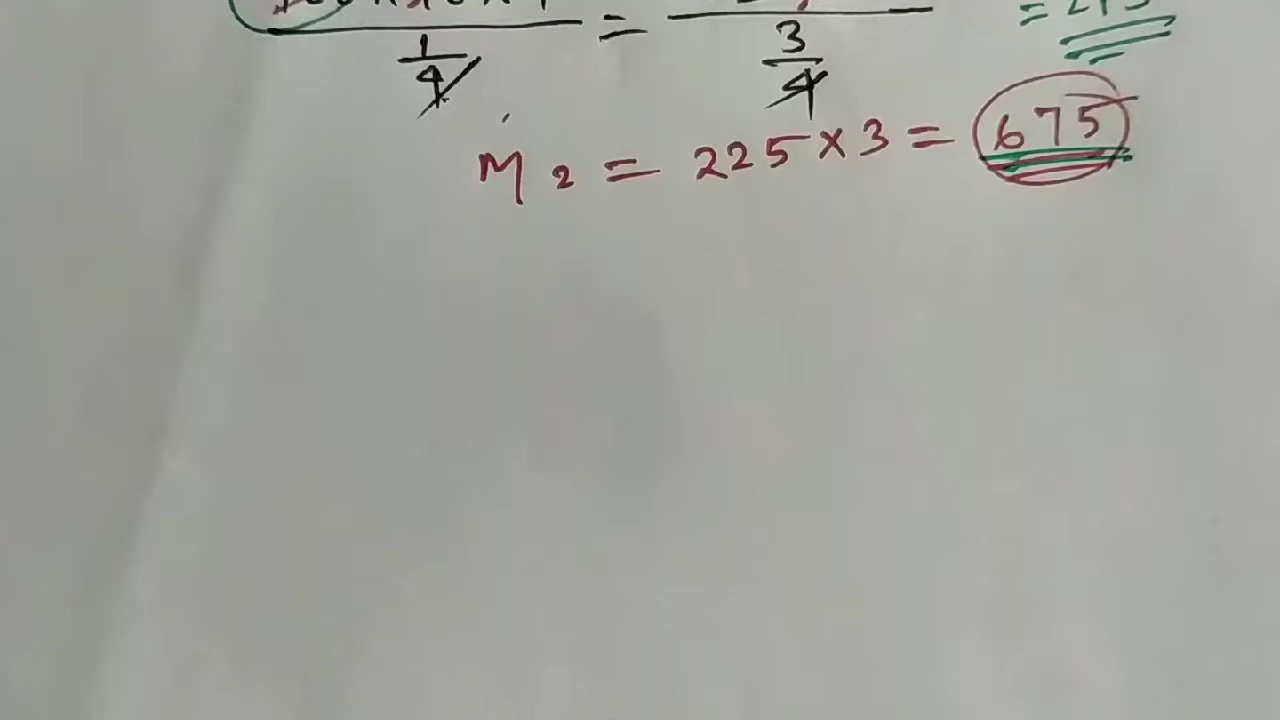 = =
1/4 3/4
M2 = 225 × 3 = 675